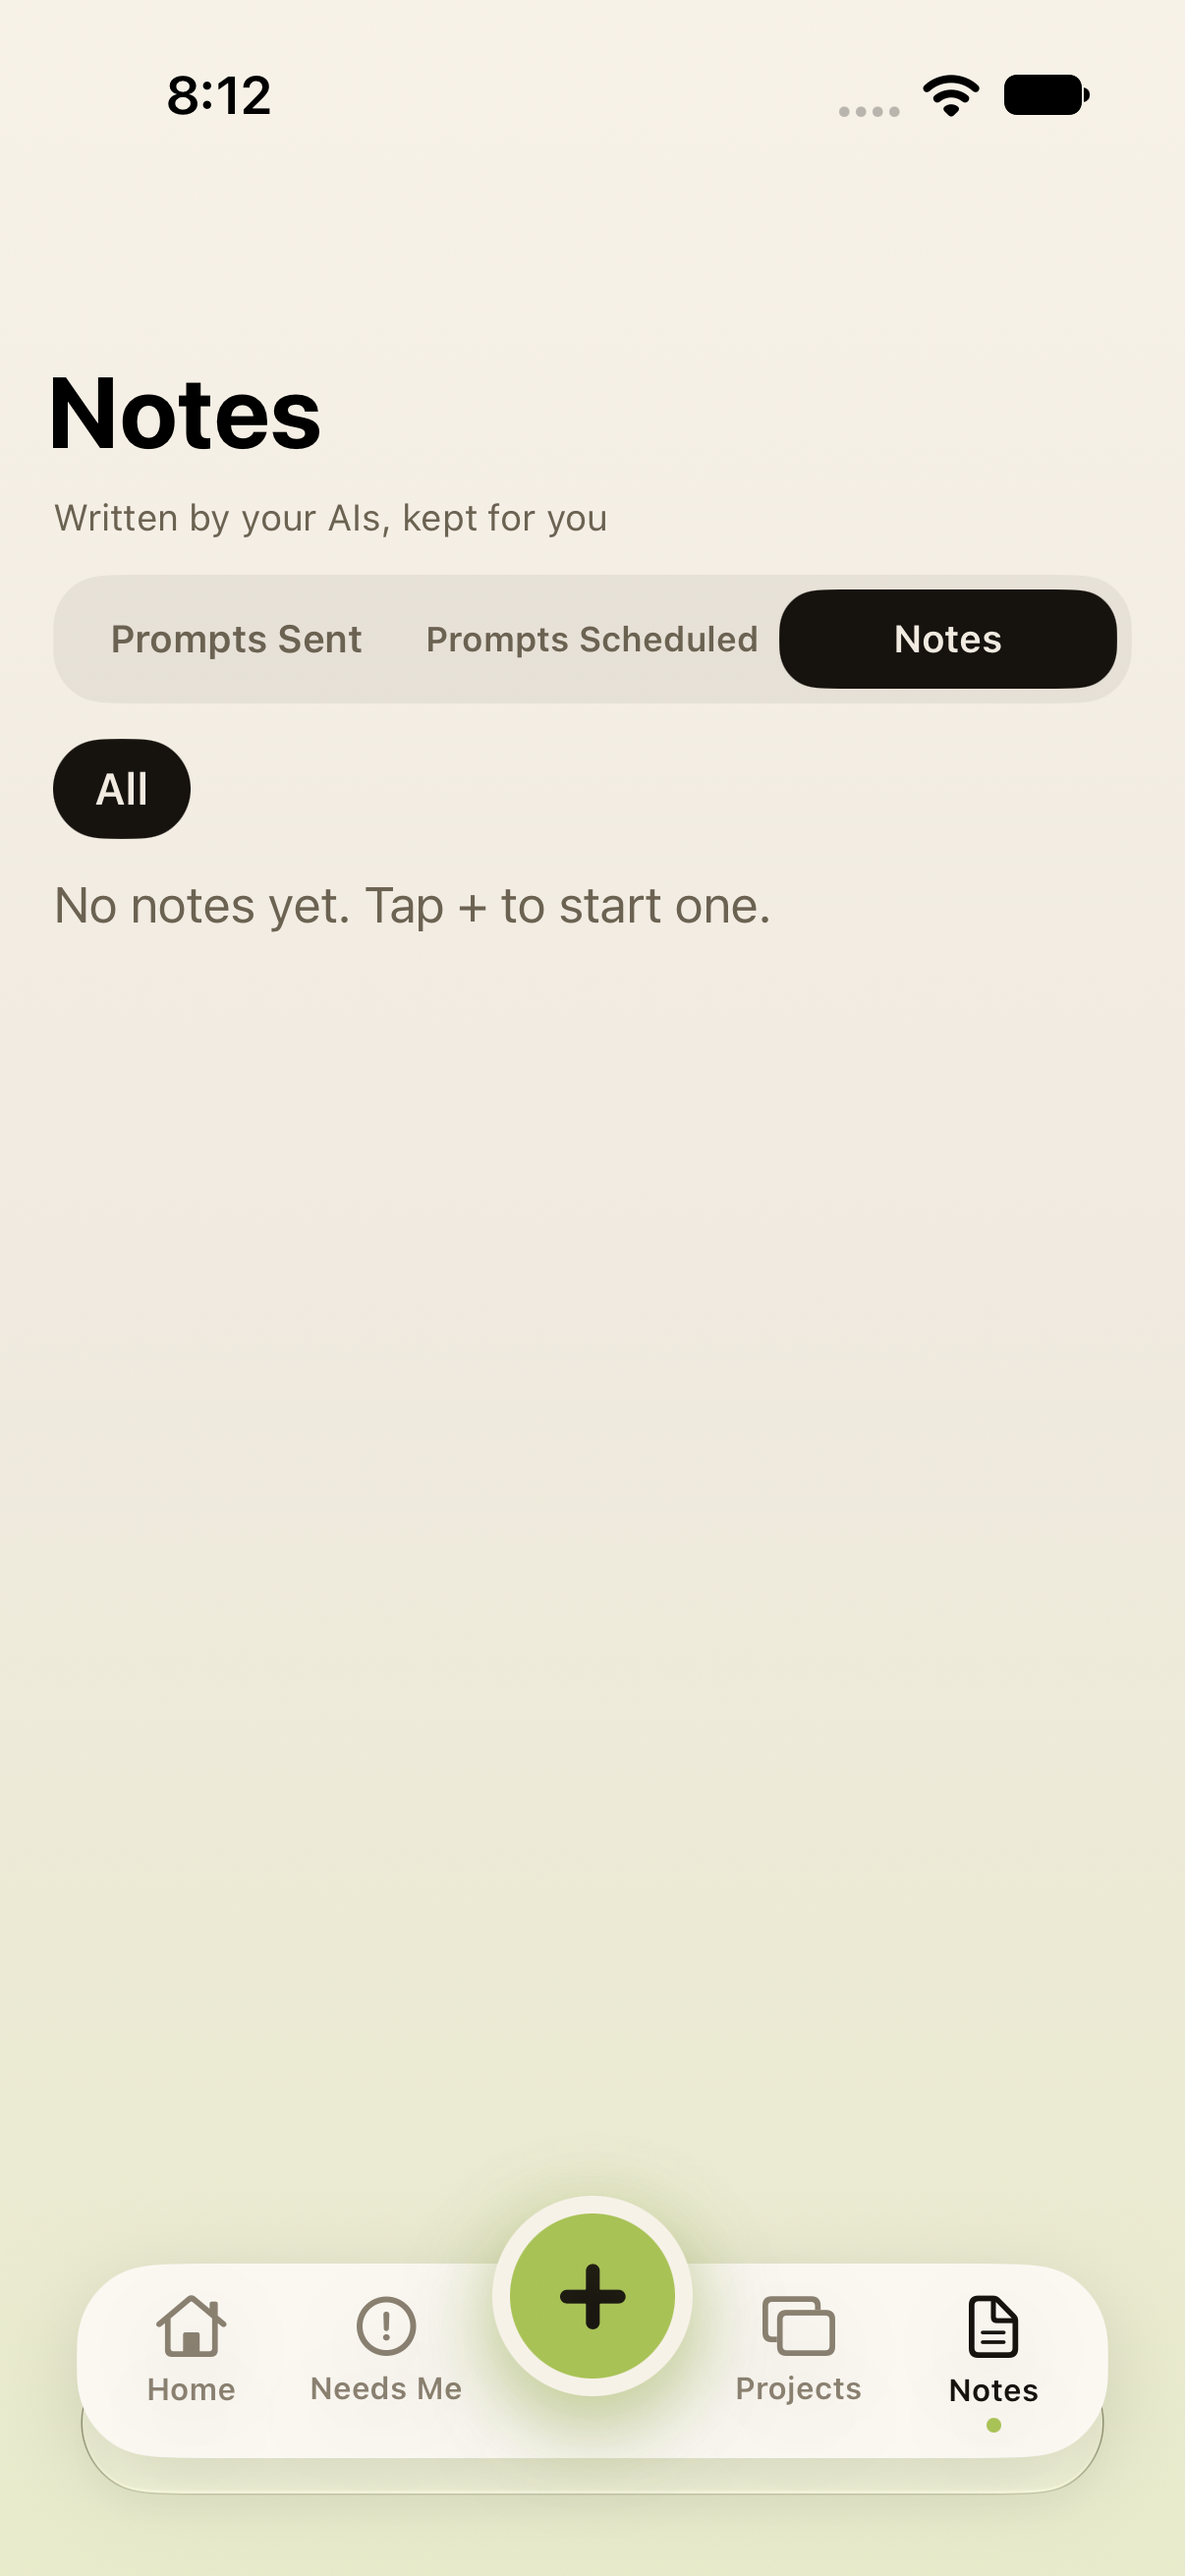 8:12
Notes
Written by your AIs, kept for you
Prompts Sent Prompts Scheduled Notes
All
No notes yet. Tap + to start one.
Home Needs Me Projects Notes